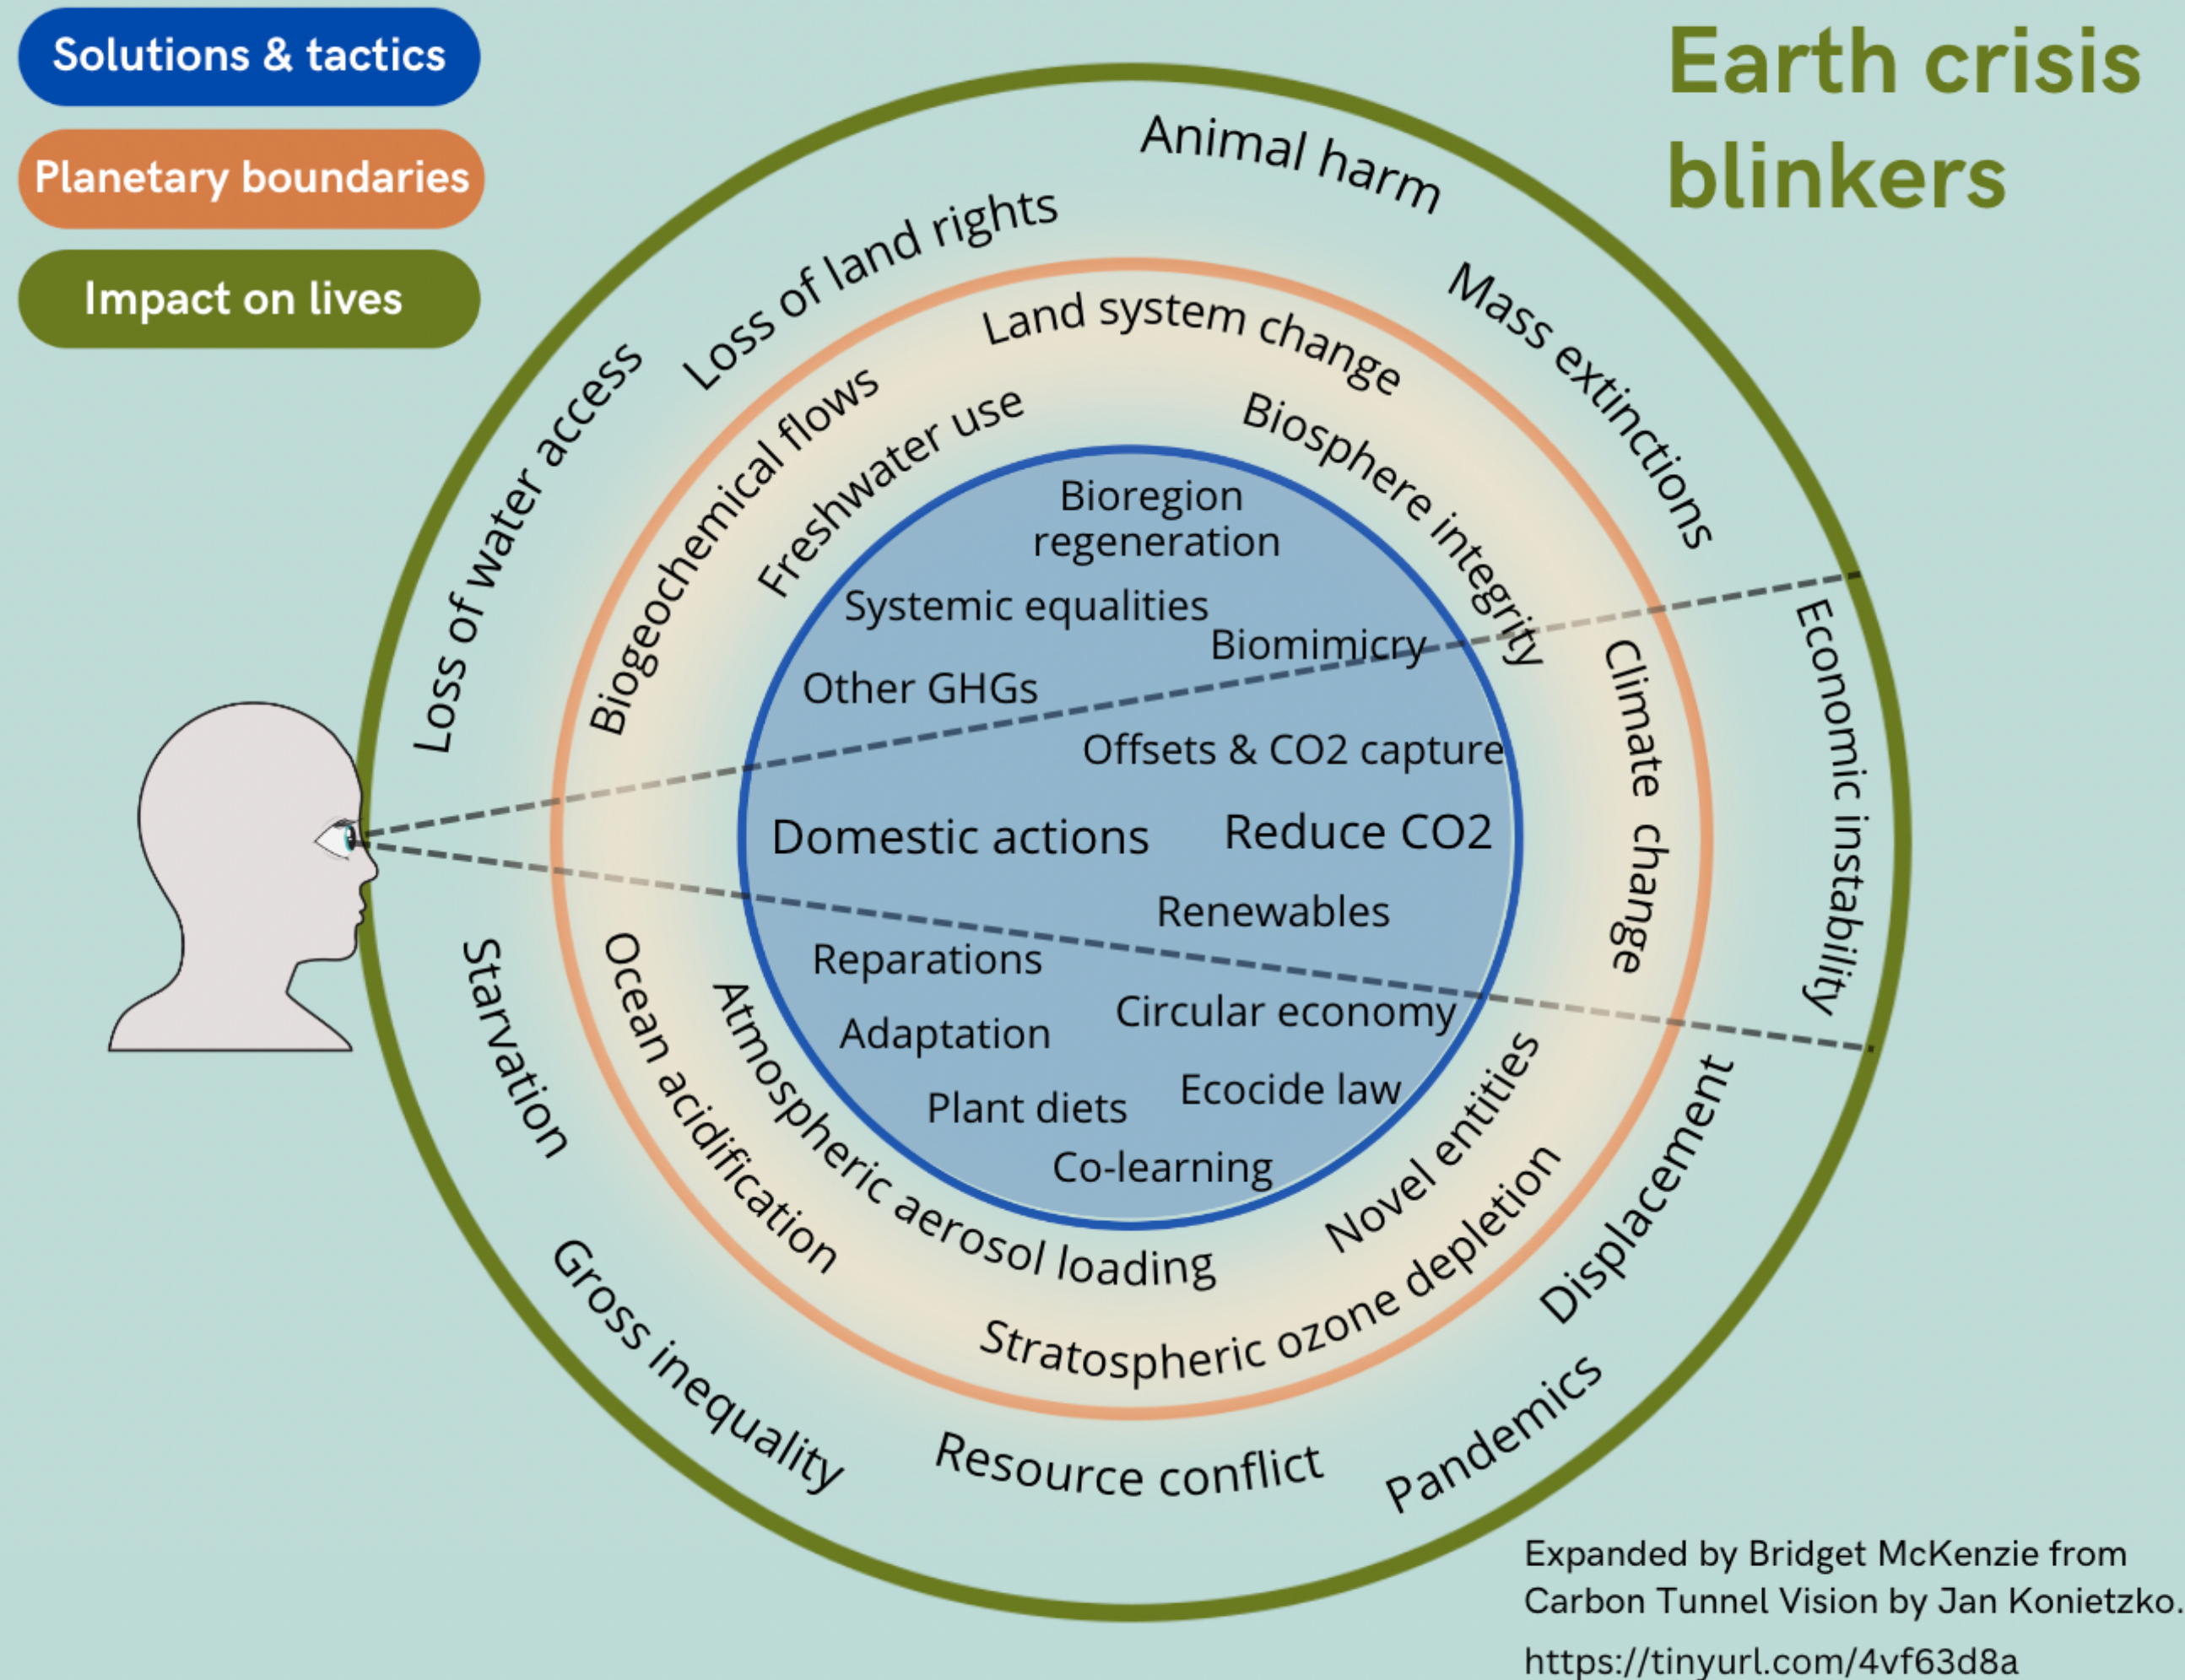 Solutions & tactics
Planetary boundaries
Impact on lives
Earth crisis
blinkers
Animal harm
Loss of land rights
Mass extinctions
Loss of water access
Land system change
Biogeochemical flows
Freshwater use
Biosphere integrity
Bioregion
regeneration
Systemic equalities
Biomimicry
Other GHGs
Offsets & CO2 capture
Domestic actions
Reduce CO2
Renewables
Climate change
Economic instability
Reparations
Circular economy
Adaptation
Ecocide law
Plant diets
Co-learning
Starvation
Ocean acidification
Atmospheric aerosol loading
Novel entities
Stratospheric ozone depletion
Displacement
Gross inequality
Resource conflict
Pandemics
Expanded by Bridget McKenzie from
Carbon Tunnel Vision by Jan Konietzko.
https://tinyurl.com/4vf63d8a